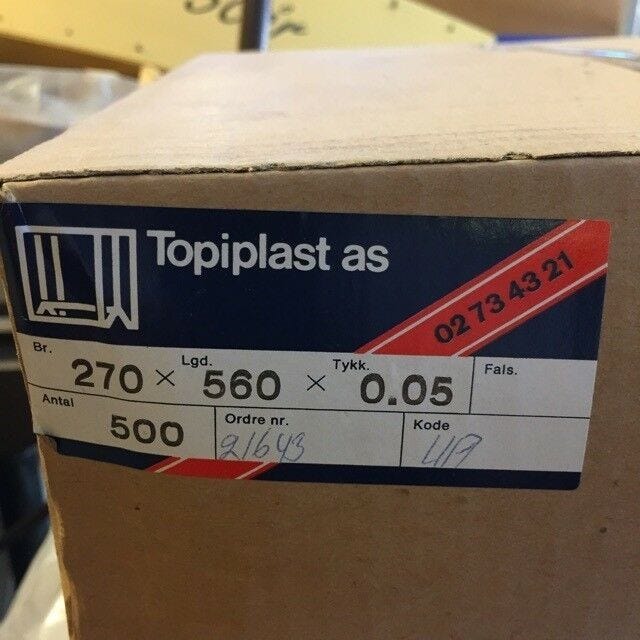 Topiplast as
02 73 43 21
Br. 270 × Lgd. 560 × Tykk. 0.05 Fals.
Antal 500 Ordre nr. 21643 Kode